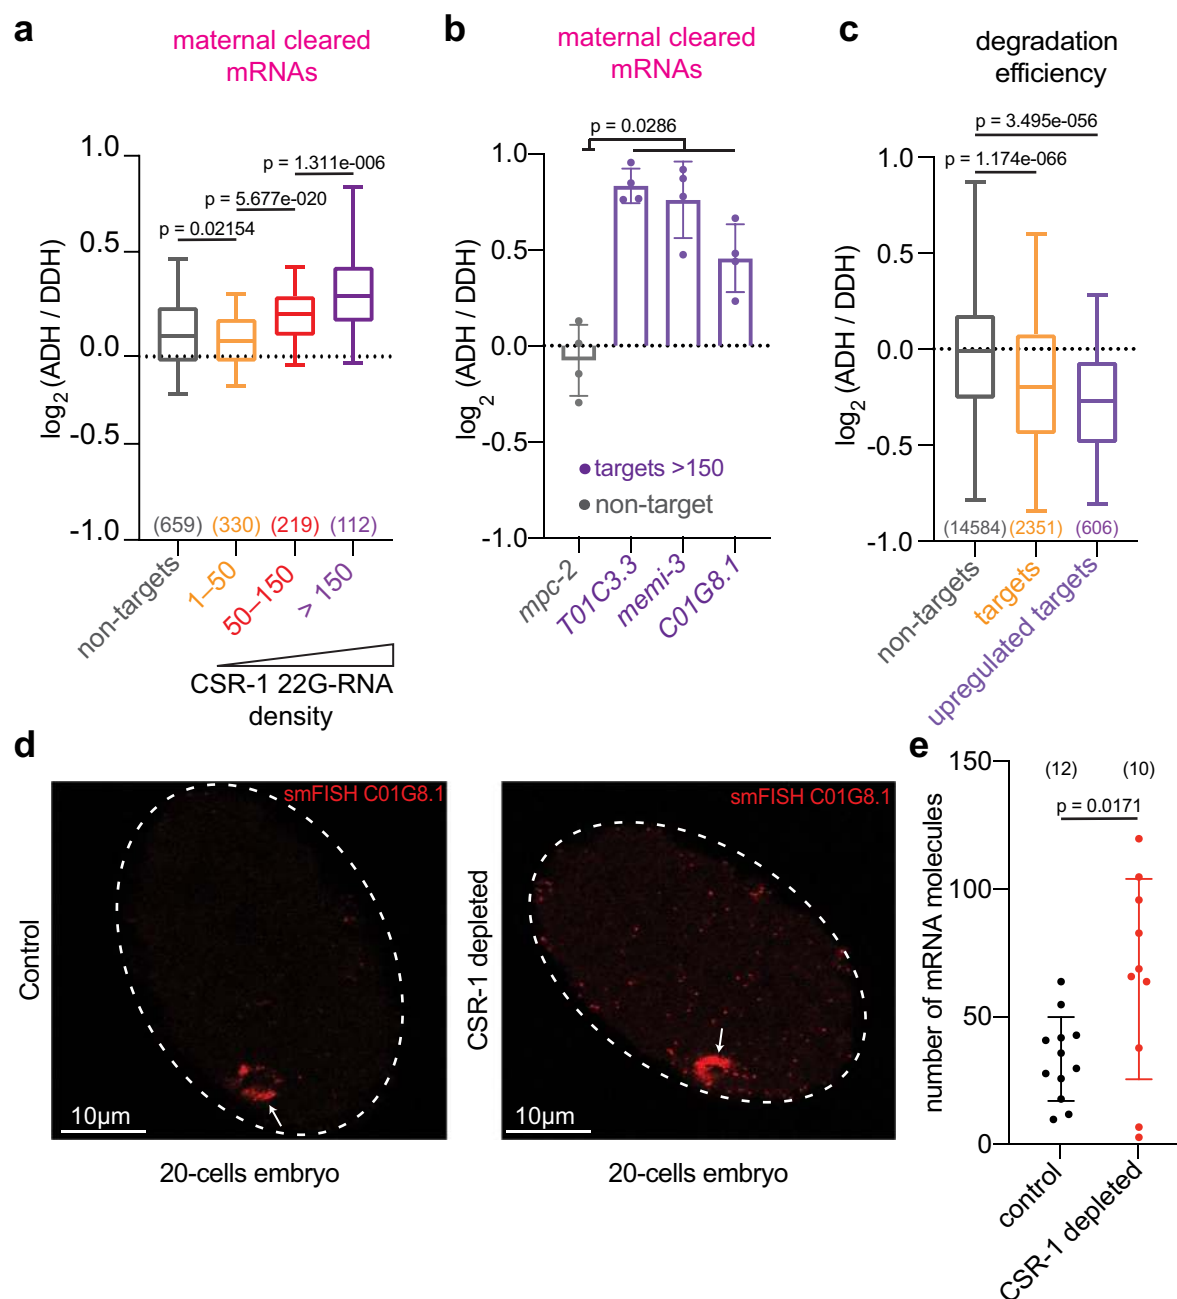 a
maternal cleared
mRNAs
log2 (ADH / DDH)
1.0
0.5
0.0
-0.5
-1.0
p = 1.311e-006
p = 5.677e-020
p = 0.02154
(659) (330) (219) (112)
non-targets
1–50
50–150
> 150
CSR-1 22G-RNA
density
b
maternal cleared
mRNAs
p = 0.0286
log2 (ADH / DDH)
1.0
0.5
0.0
-0.5
-1.0
targets >150
non-target
mpc-2
T01C3.3
memi-3
C01G8.1
c
degradation
efficiency
p = 3.495e-056
p = 1.174e-066
log2 (ADH / DDH)
1.0
0.5
0.0
-0.5
-1.0
(14584) (2351) (606)
non-targets
targets
upregulated targets
d
Control
smFISH C01G8.1
10µm
20-cells embryo
CSR-1 depleted
smFISH C01G8.1
10µm
20-cells embryo
e
number of mRNA molecules
150
100
50
0
(12) (10)
p = 0.0171
control
CSR-1 depleted